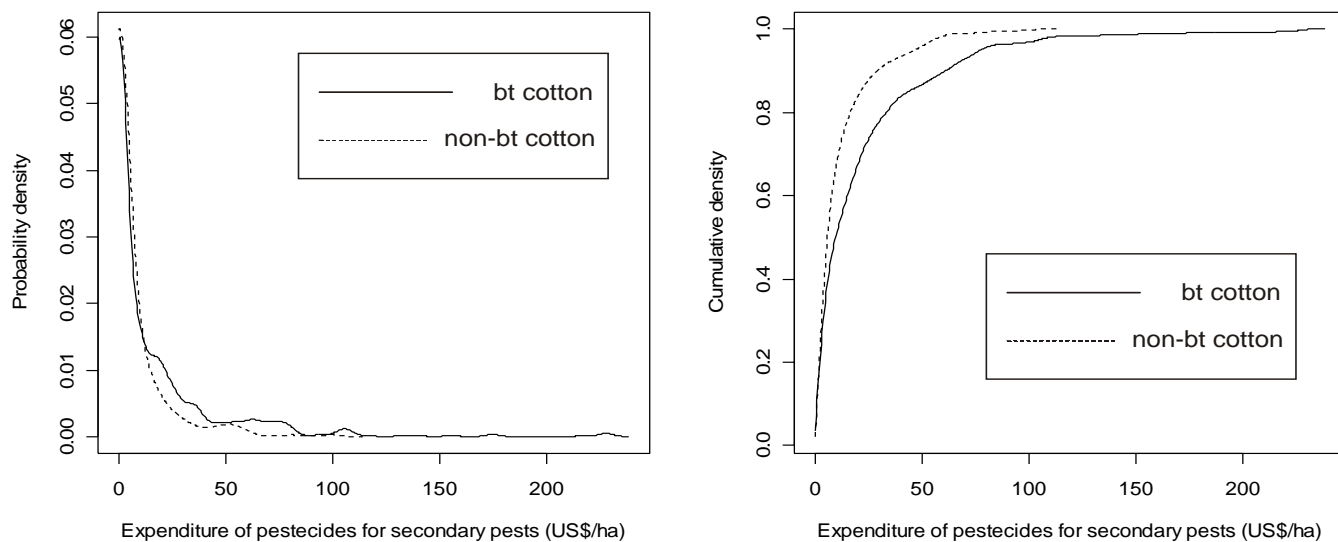 Probability density
0.00
0.01
0.02
0.03
0.04
0.05
0.06
bt cotton
non-bt cotton
0
50
100
150
200
Expenditure of pestecides for secondary pests (US$/ha)
Cumulative density
0.0
0.2
0.4
0.6
0.8
1.0
bt cotton
non-bt cotton
0
50
100
150
200
Expenditure of pestecides for secondary pests (US$/ha)